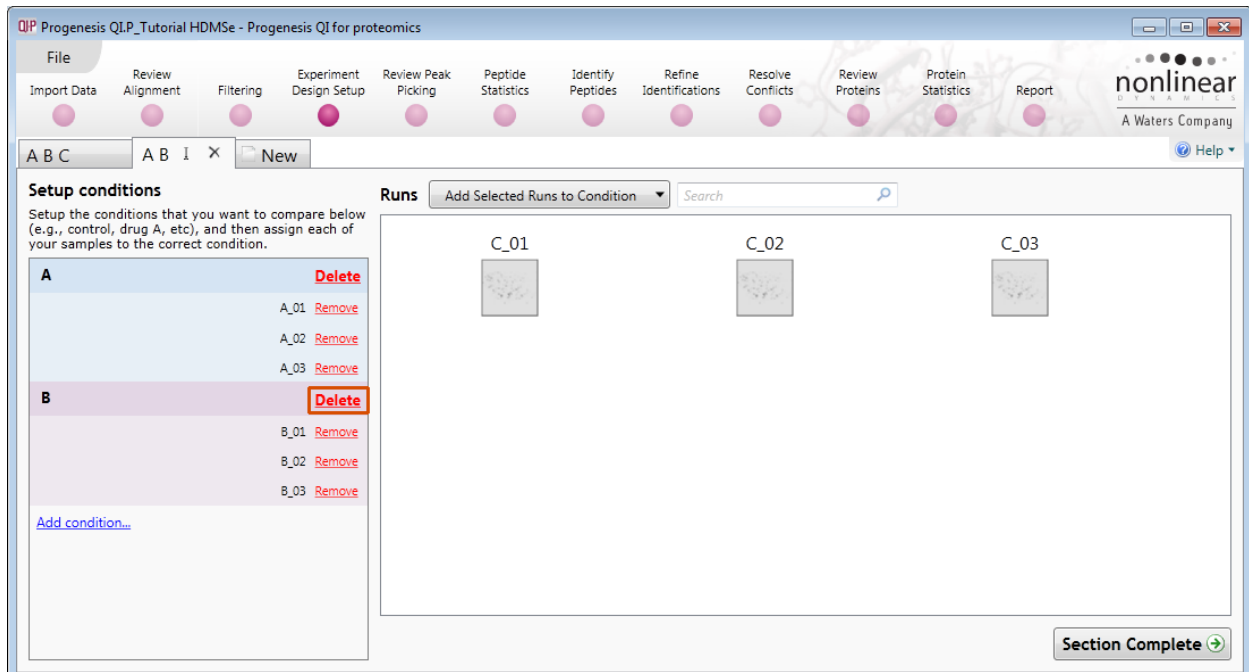 QIP Progenesis QI.P_Tutorial HDMSe - Progenesis QI for proteomics
File
Import Data
Review Alignment
Filtering
Experiment Design Setup
Review Peak Picking
Peptide Statistics
Identify Peptides
Refine Identifications
Resolve Conflicts
Review Proteins
Protein Statistics
Report
nonlinear
DYNAMICS
A Waters Company
A B C
A B
New
Help
Setup conditions
Setup the conditions that you want to compare below
(e.g., control, drug A, etc), and then assign each of
your samples to the correct condition.
A Delete
A_01 Remove
A_02 Remove
A_03 Remove
B Delete
B_01 Remove
B_02 Remove
B_03 Remove
Add condition...
Runs Add Selected Runs to Condition Search
C_01 C_02 C_03
Section Complete